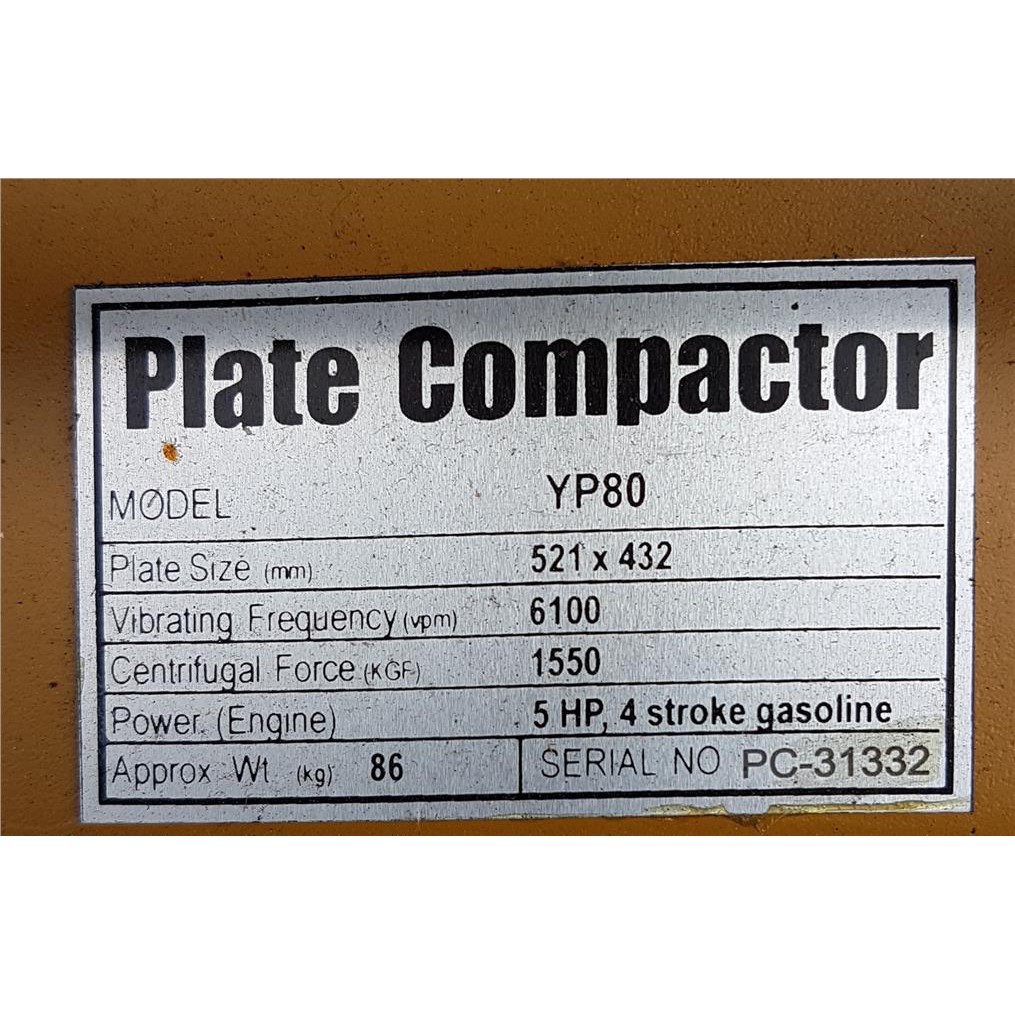 Plate Compactor
MODEL YP80
Plate Size (mm) 521 x 432
Vibrating Frequency (vpm) 6100
Centrifugal Force (KGF) 1550
Power (Engine) 5 HP, 4 stroke gasoline
Approx Wt (kg) 86 SERIAL NO PC-31332